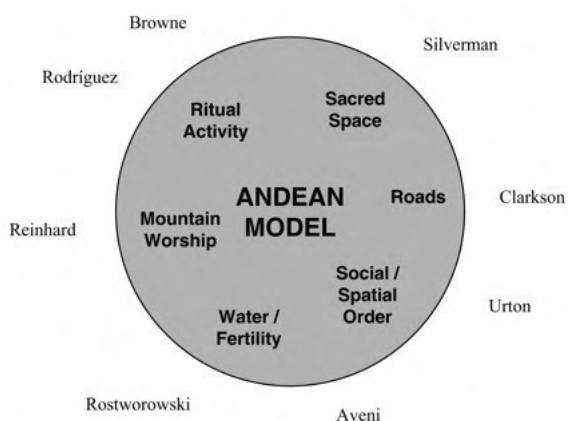 Browne
Silverman
Rodríguez
Ritual
Activity
Sacred
Space
ANDEAN
MODEL
Roads
Clarkson
Mountain
Worship
Reinhard
Social /
Spatial
Order
Urton
Water /
Fertility
Rostworowski
Aveni